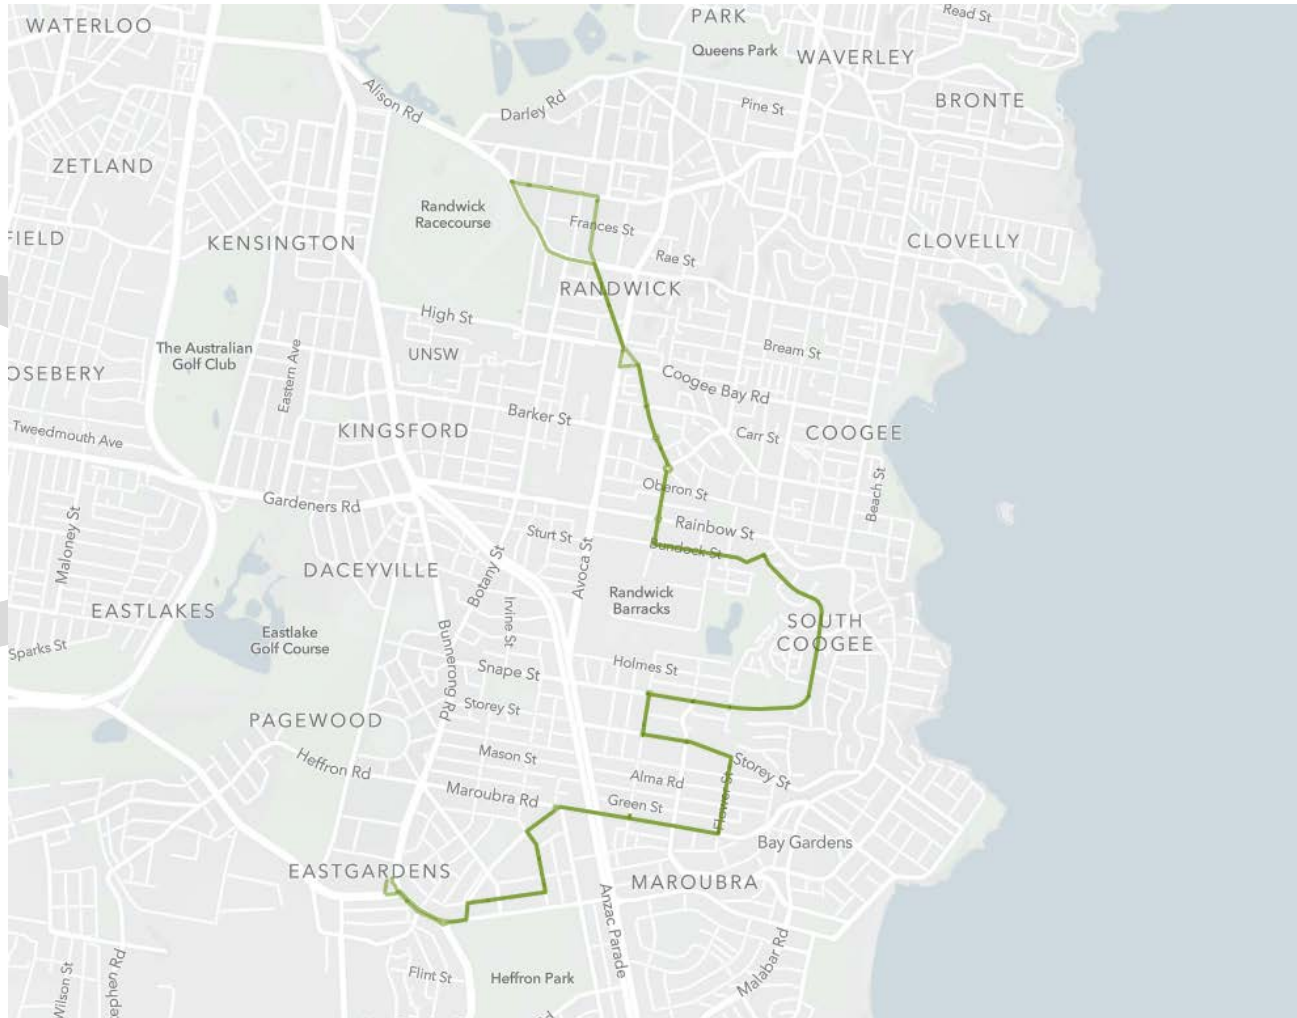 WATERLOO
PARK
Read St
Queens Park
WAVERLEY
Alison Rd
Darley Rd
Pine St
BRONTE
ZETLAND
Randwick
Racecourse
Frances St
FIELD
KENSINGTON
CLOVELLY
Rae St
RANDWICK
High St
UNSW
Bream St
The Australian
Golf Club
Eastern Ave
OSEBERY
Coogee Bay Rd
Barker St
Tweedmouth Ave
KINGSFORD
Carr St
COOGEE
Oberon St
Beach St
Gardeners Rd
Rainbow St
Maloney St
Sturt St
Bundock St
Avoca St
DACEYVILLE
Botany St
Randwick
Barracks
EASTLAKES
Irvine St
SOUTH
COOGEE
Eastlake
Golf Course
Sparks St
Bunnerong Rd
Holmes St
Snape St
Storey St
PAGEWOOD
Mason St
Storey St
Heffron Rd
Alma Rd
Maroubra Rd
Green St
Flower St
Bay Gardens
EASTGARDENS
MAROUBRA
Anzac Parade
Malabar Rd
Flint St
Heffron Park
Wilson St
tephen Rd